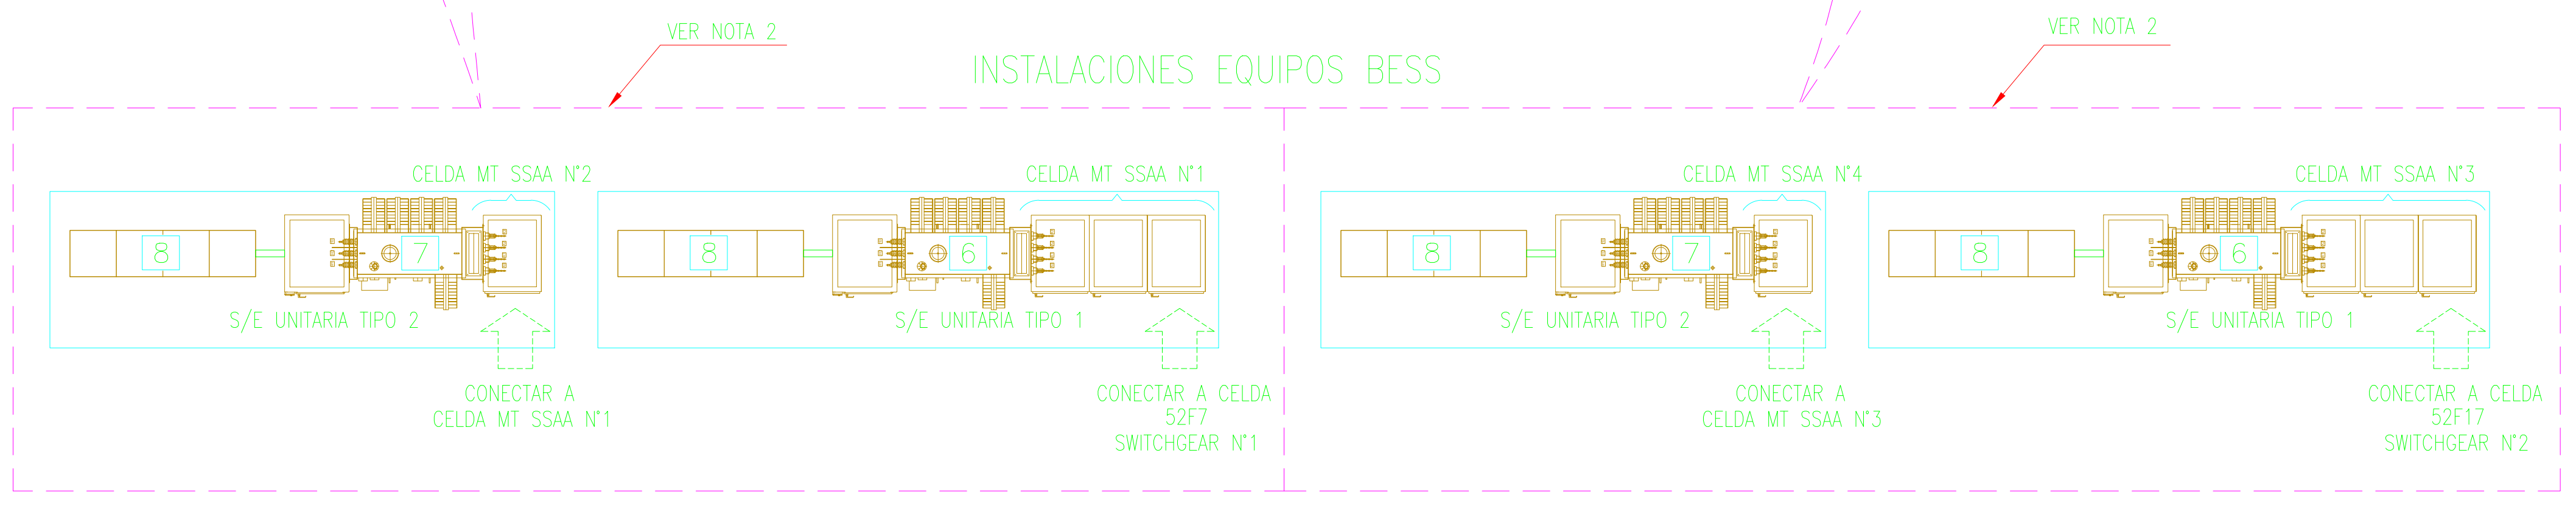 VER NOTA 2
VER NOTA 2
INSTALACIONES EQUIPOS BESS
CELDA MT SSAA N°2
8
7
S/E UNITARIA TIPO 2
CONECTAR A
CELDA MT SSAA N°1
CELDA MT SSAA N°1
8
6
S/E UNITARIA TIPO 1
CONECTAR A CELDA
52F7
SWITCHGEAR N°1
CELDA MT SSAA N°4
8
7
S/E UNITARIA TIPO 2
CONECTAR A
CELDA MT SSAA N°3
CELDA MT SSAA N°3
8
6
S/E UNITARIA TIPO 1
CONECTAR A CELDA
52F17
SWITCHGEAR N°2